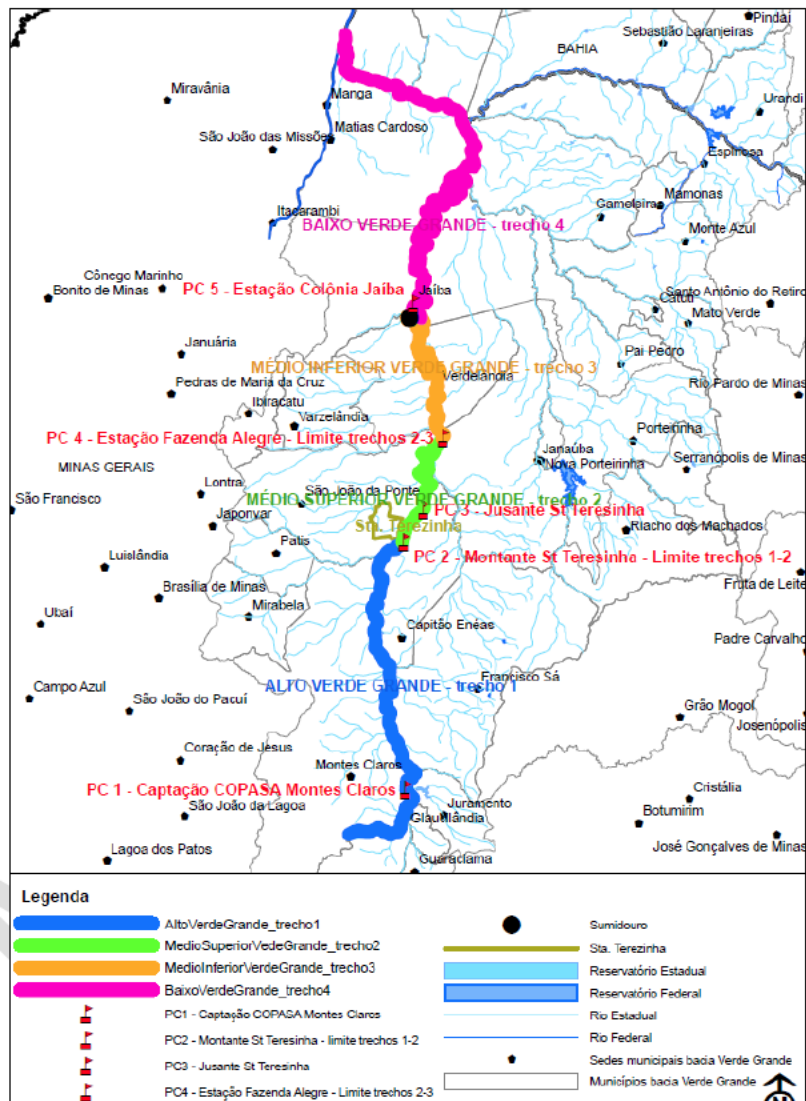 Pindaí
Sebastião Laranjeiras
BAHIA
Miravânia
Manga
Urandi
Matias Cardoso
São João das Missões
Espinosa
Itacarambi
Gameleiras
Mamonas
BAIXO VERDE GRANDE - trecho 4
Monte Azul
Cônego Marinho
Bonito de Minas
PC 5 - Estação Colônia Jaíba
Jaíba
Santo Antônio do Retiro
Catuti
Mato Verde
Januária
MÉDIO INFERIOR VERDE GRANDE - trecho 3
Pai Pedro
Verdelândia
Pedras de Maria da Cruz
Rio Pardo de Minas
Ibiracatu
Varzelândia
PC 4 - Estação Fazenda Alegre - Limite trechos 2-3
Porteirinha
Janaúba
Nova Porteirinha
MINAS GERAIS
Serranópolis de Minas
São Francisco
Lontra
São João da Ponte
MÉDIO SUPERIOR VERDE GRANDE - trecho 2
Japonvar
PC 3 - Jusante St Teresinha
Sta. Terezinha
Riacho dos Machados
Patis
PC 2 - Montante St Teresinha - Limite trechos 1-2
Luislândia
Fruta de Leite
Brasília de Minas
Mirabela
Ubaí
Capitão Enéas
Padre Carvalho
Francisco Sá
ALTO VERDE GRANDE - trecho 1
Campo Azul
São João do Pacuí
Grão Mogol
Josenópolis
Coração de Jesus
Montes Claros
PC 1 - Captação COPASA Montes Claros
Cristália
São João da Lagoa
Juramento
Glaucilândia
Botumirim
José Gonçalves de Minas
Lagoa dos Patos
Guaraciama
Legenda
AltoVerdeGrande_trecho1
MedioSuperiorVedeGrande_trecho2
MedioInferiorVerdeGrande_trecho3
BaixoVerdeGrande_trecho4
PC1 - Captação COPASA Montes Claros
PC2 - Montante St Teresinha - limite trechos 1-2
PC3 - Jusante St Teresinha
PC4 - Estação Fazenda Alegre - Limite trechos 2-3
Sumidouro
Sta. Terezinha
Reservatório Estadual
Reservatório Federal
Rio Estadual
Rio Federal
Sedes municipais bacia Verde Grande
Municípios bacia Verde Grande